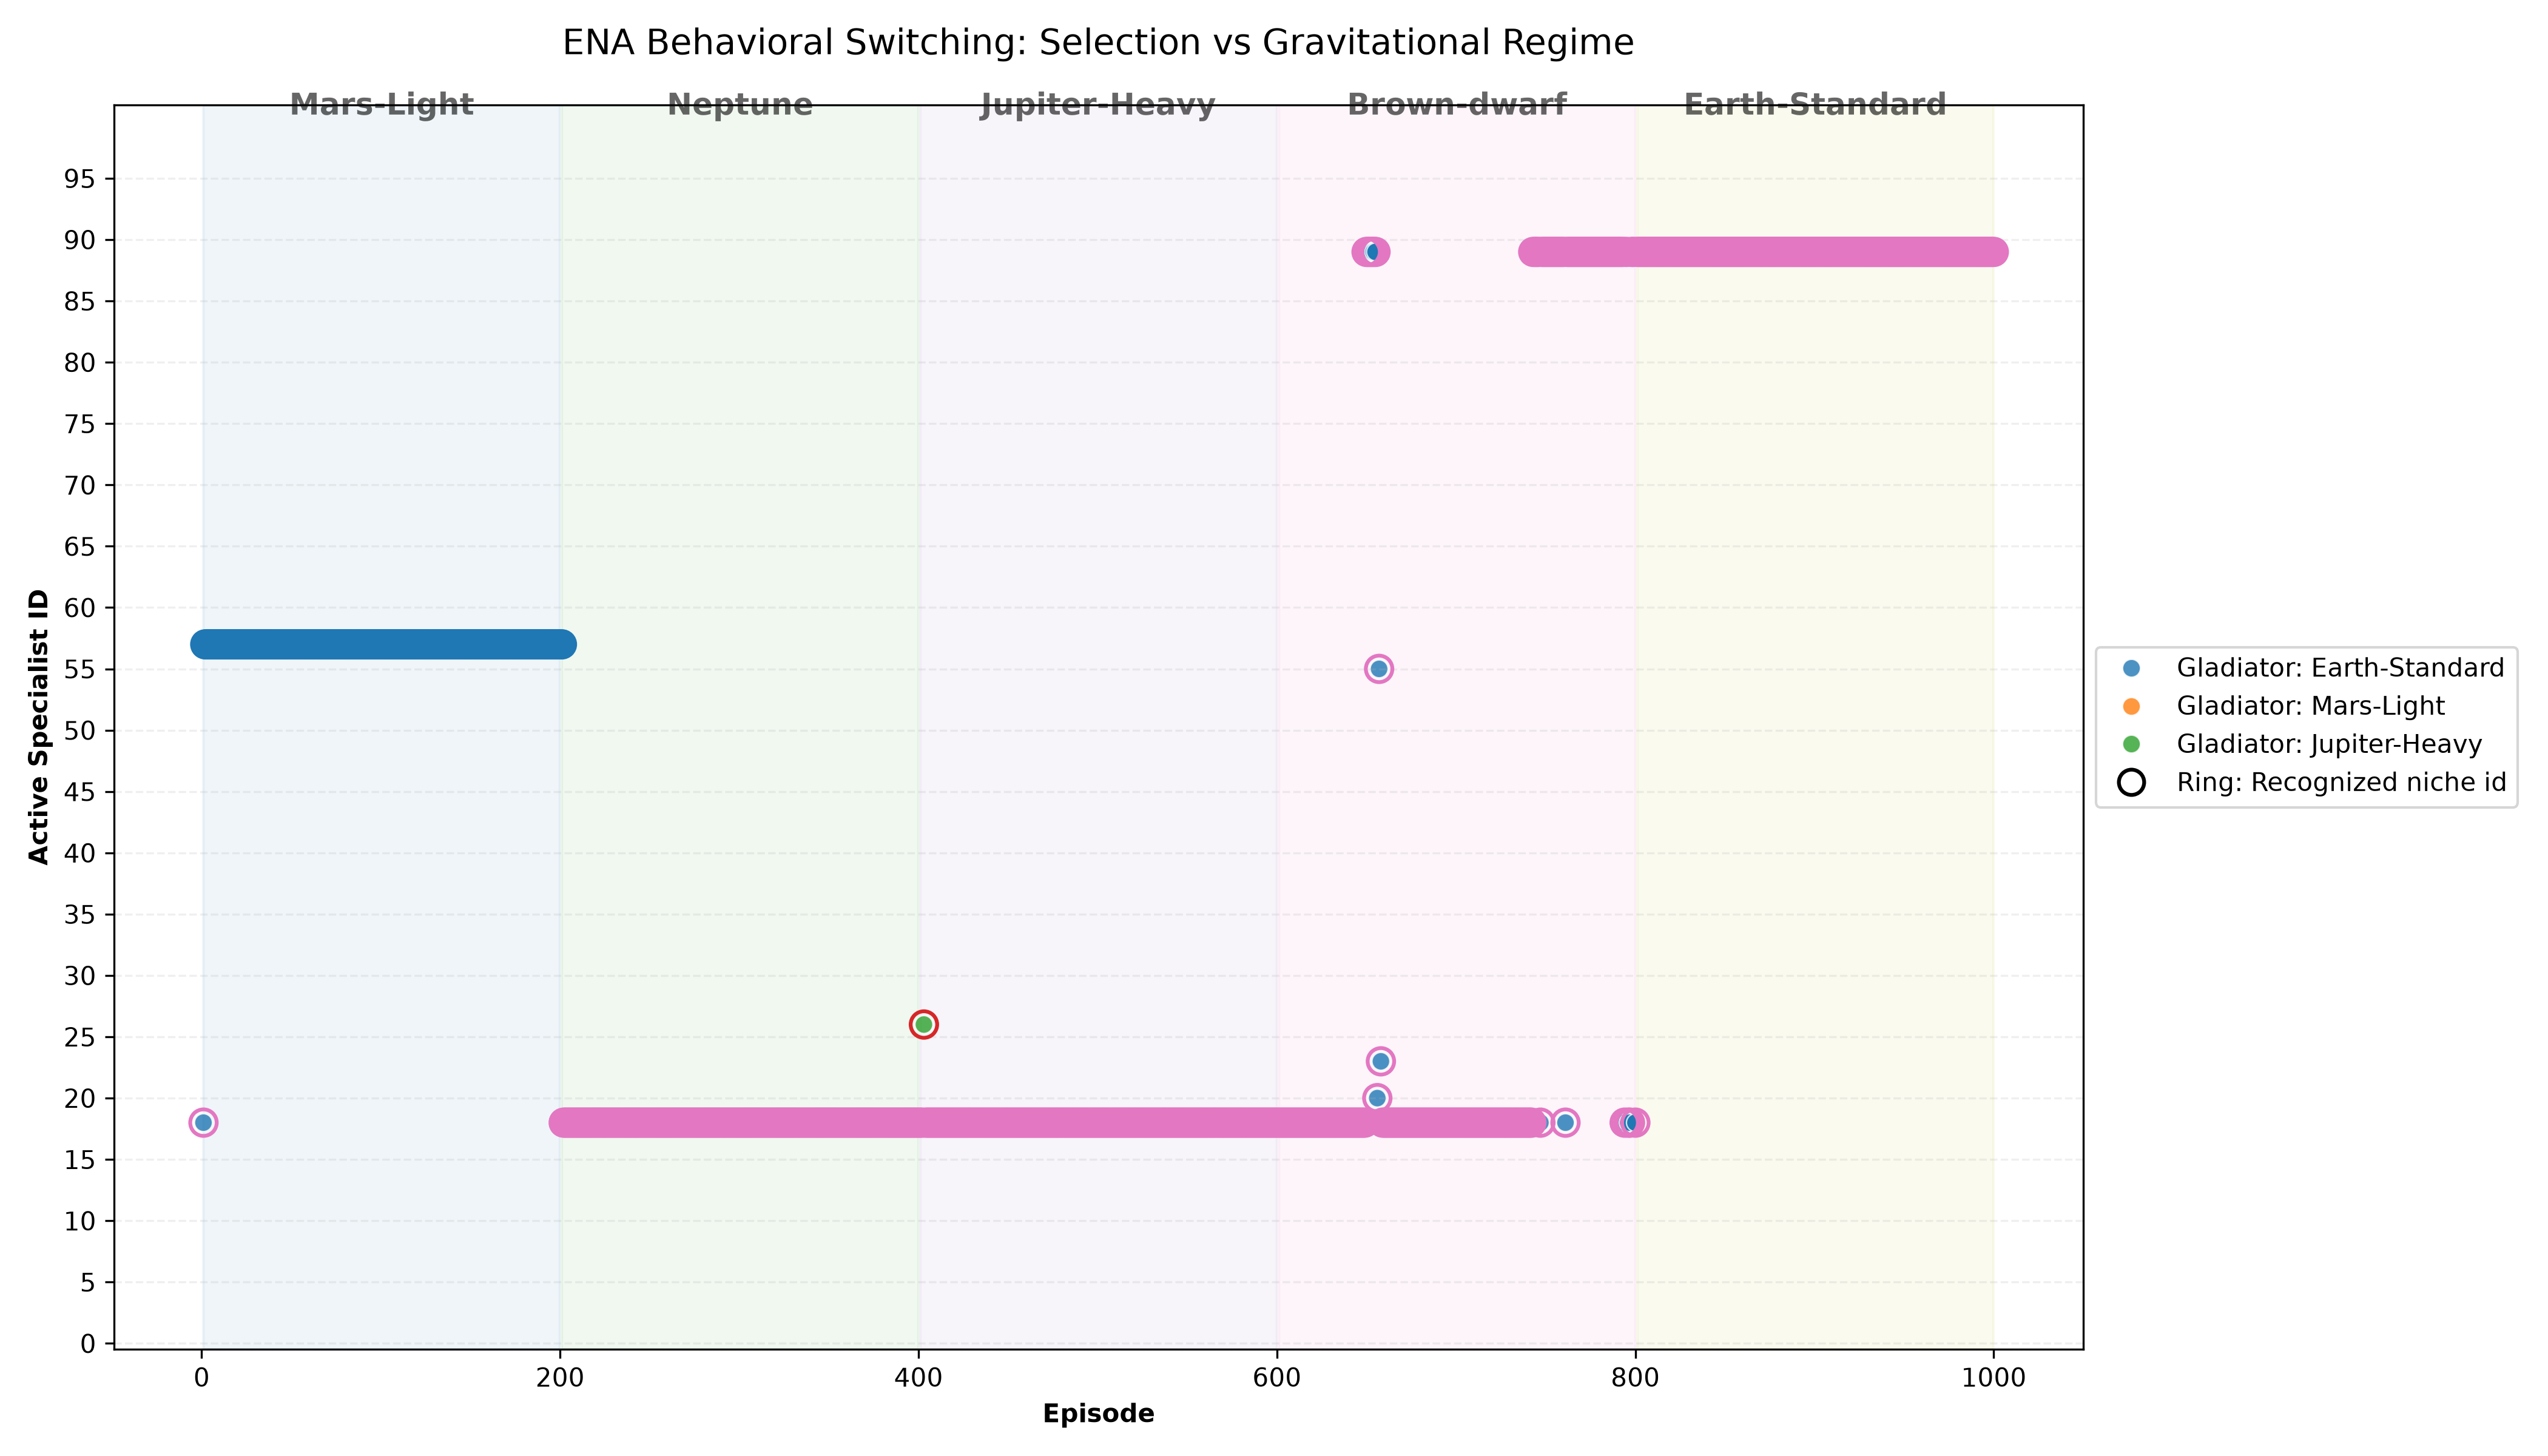 ENA Behavioral Switching: Selection vs Gravitational Regime
Mars-Light Neptune Jupiter-Heavy Brown-dwarf Earth-Standard
95
90
85
80
75
70
65
60
55
50
45
40
35
30
25
20
15
10
5
0
Active Specialist ID
0 200 400 600 800 1000
Episode
Gladiator: Earth-Standard
Gladiator: Mars-Light
Gladiator: Jupiter-Heavy
Ring: Recognized niche id